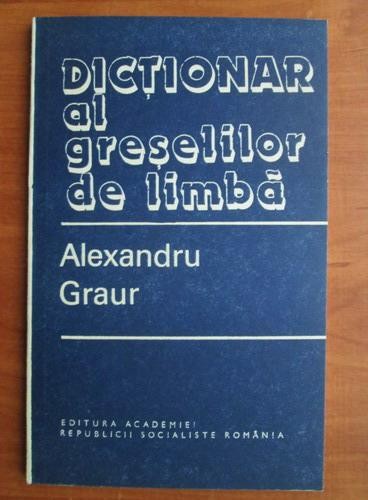 DICȚIONAR
al
greșelilor
de limbă
Alexandru
Graur
EDITURA ACADEMIEI
REPUBLICII SOCIALISTE ROMÂNIA